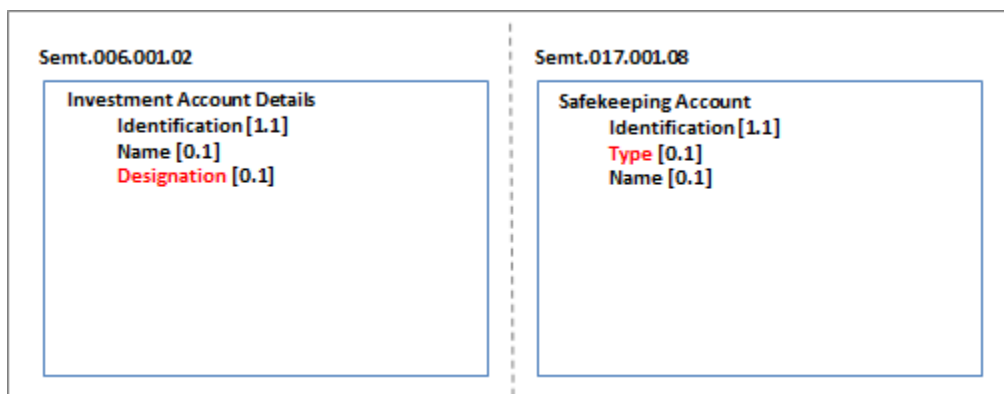 Semt.006.001.02
Investment Account Details
Identification [1.1]
Name [0.1]
Designation [0.1]
Semt.017.001.08
Safekeeping Account
Identification [1.1]
Type [0.1]
Name [0.1]